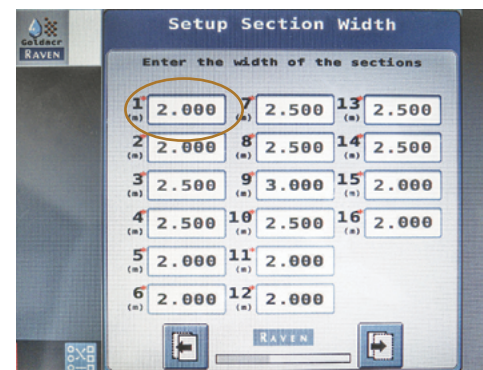 Goldacr
RAVEN
Setup Section Width
Enter the width of the sections
1* (m) 2.000 7* (m) 2.500 13* (m) 2.500
2* (m) 2.000 8* (m) 2.500 14* (m) 2.500
3* (m) 2.500 9* (m) 3.000 15* (m) 2.000
4* (m) 2.500 10* (m) 2.500 16* (m) 2.000
5* (m) 2.000 11* (m) 2.000
6* (m) 2.000 12* (m) 2.000
RAVEN